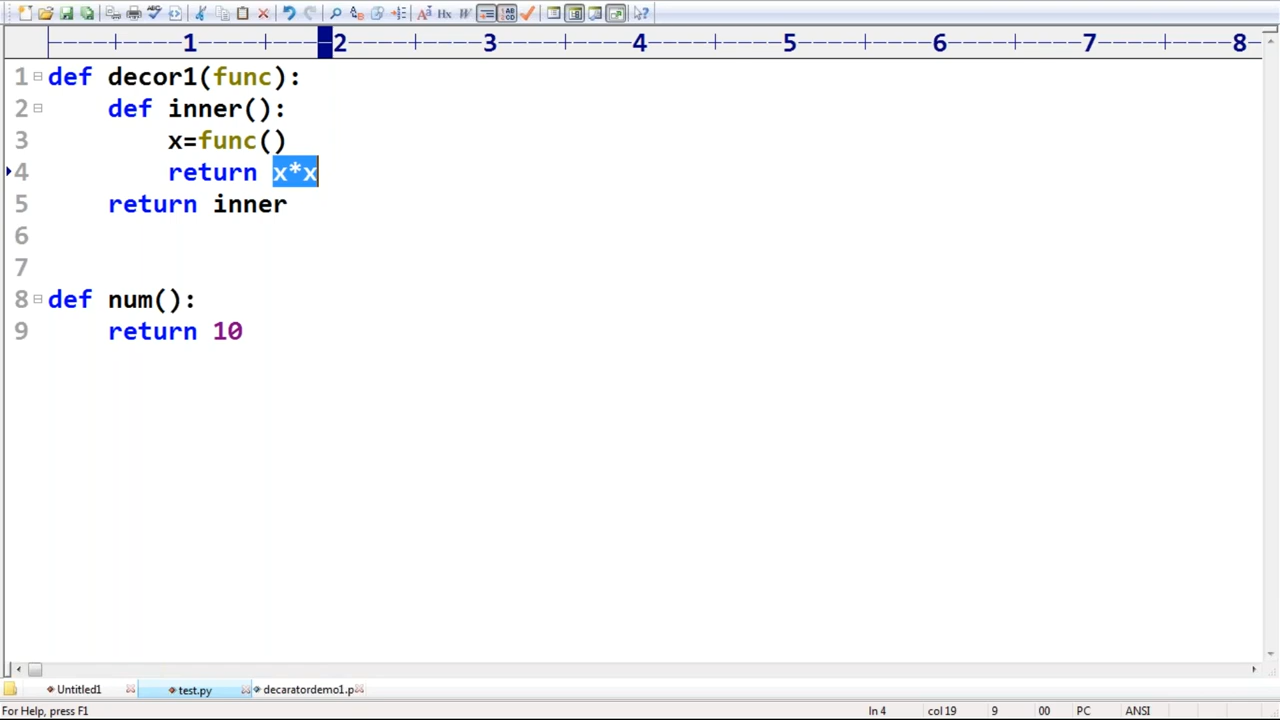 1 2 3 4 5 6 7 8
1 def decor1(func):
2 def inner():
3 x=func()
4 return x*x
5 return inner
6
7
8 def num():
9 return 10
Untitled1 test.py decaratordemo1.p
For Help, press F1 ln 4 col 19 9 00 PC ANSI